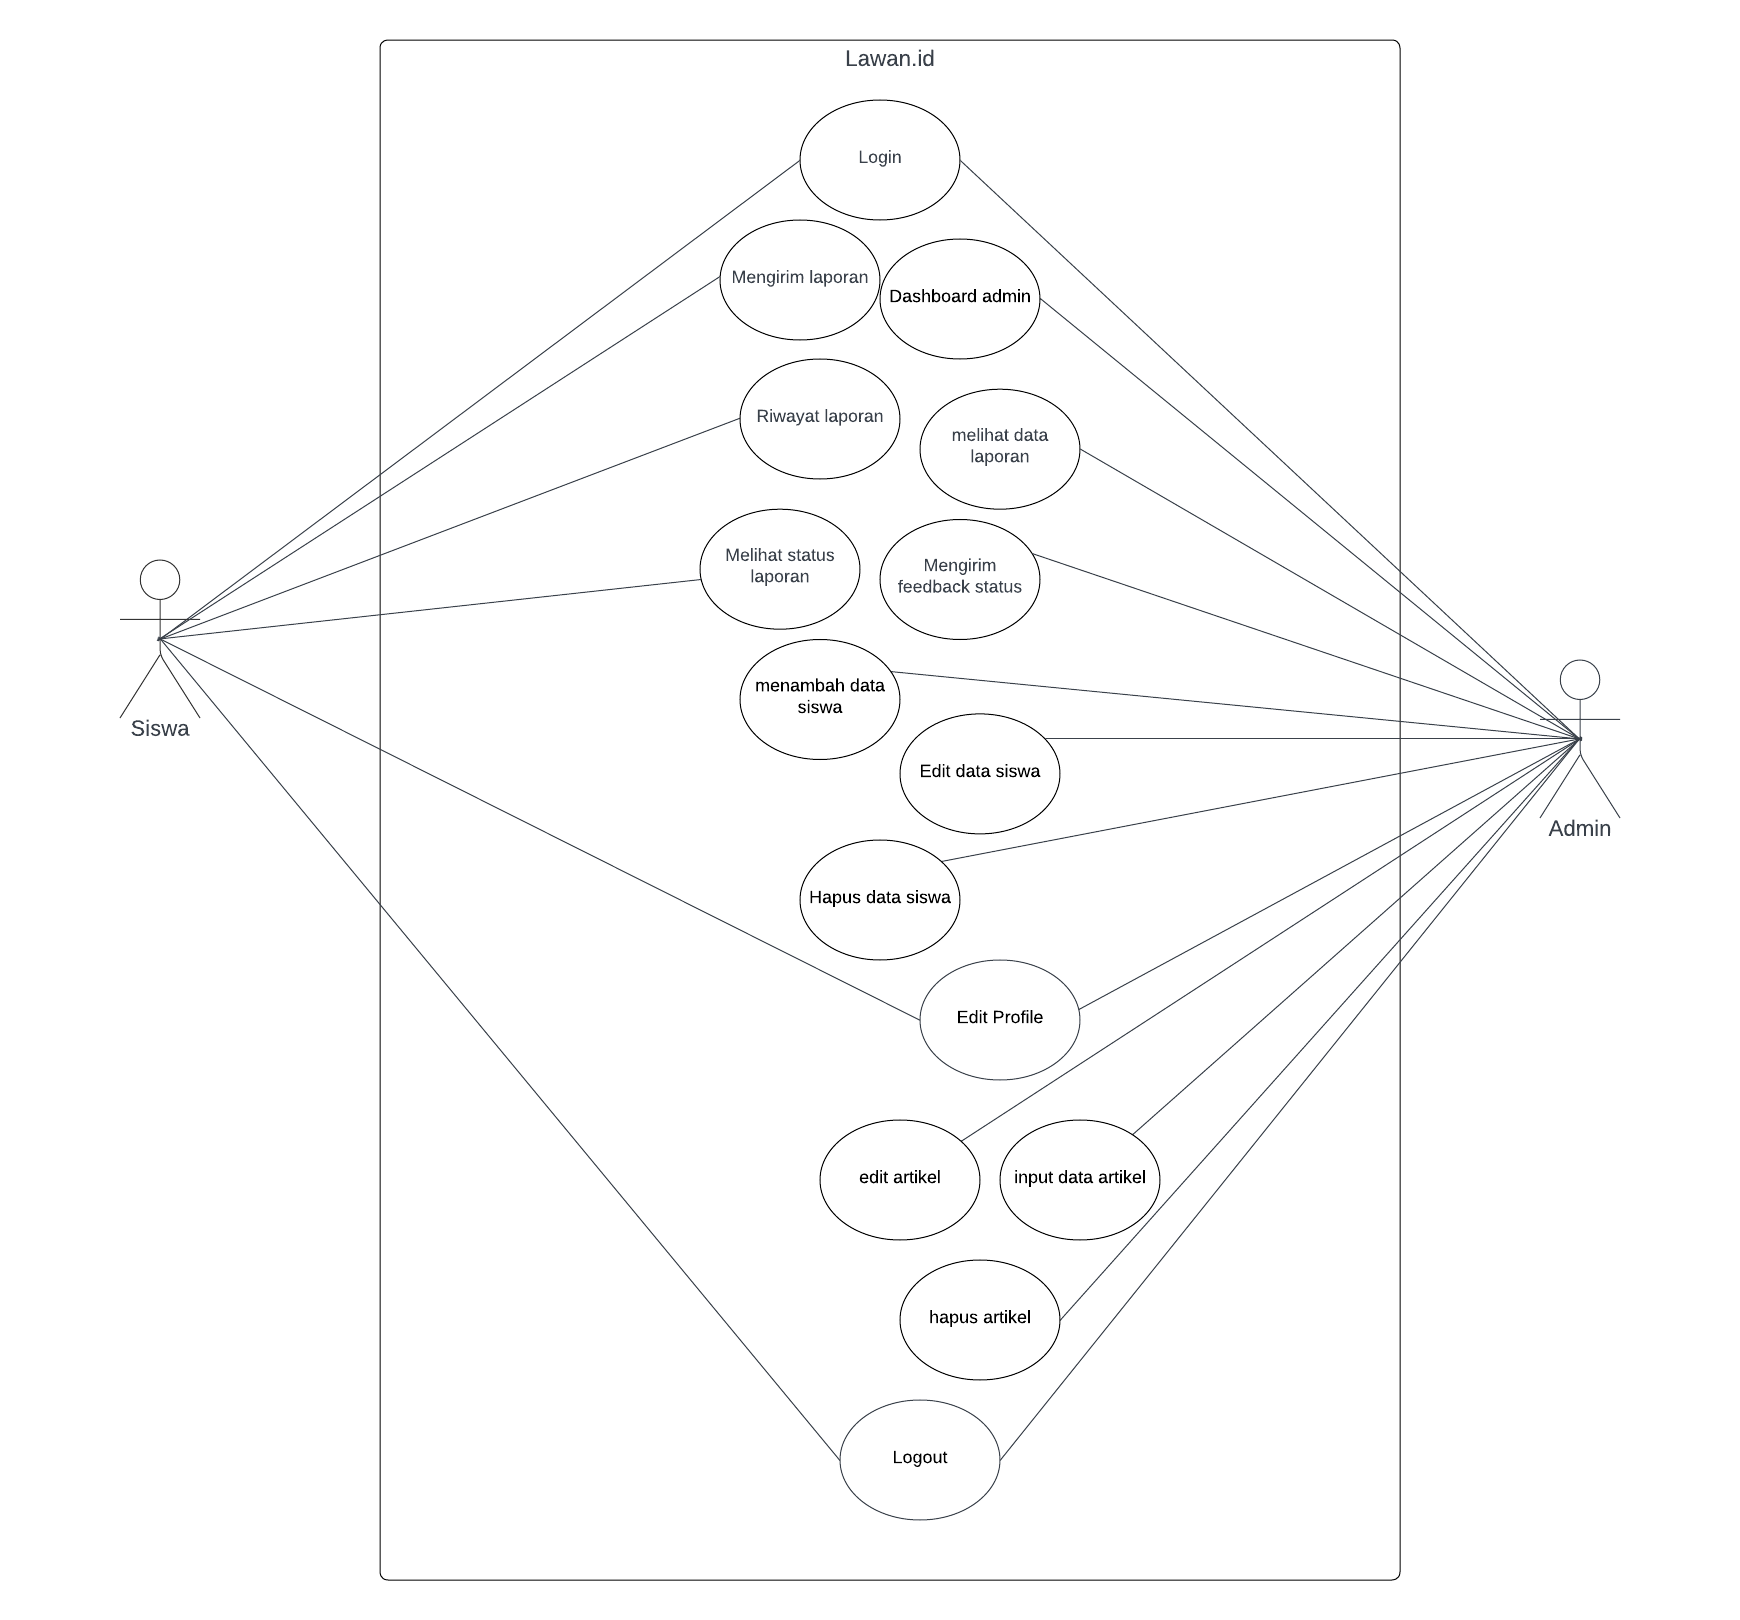 Lawan.id
Login
Mengirim laporan
Dashboard admin
Riwayat laporan
melihat data
laporan
Melihat status
laporan
Mengirim
feedback status
menambah data
siswa
Siswa
Edit data siswa
Admin
Hapus data siswa
Edit Profile
edit artikel
input data artikel
hapus artikel
Logout